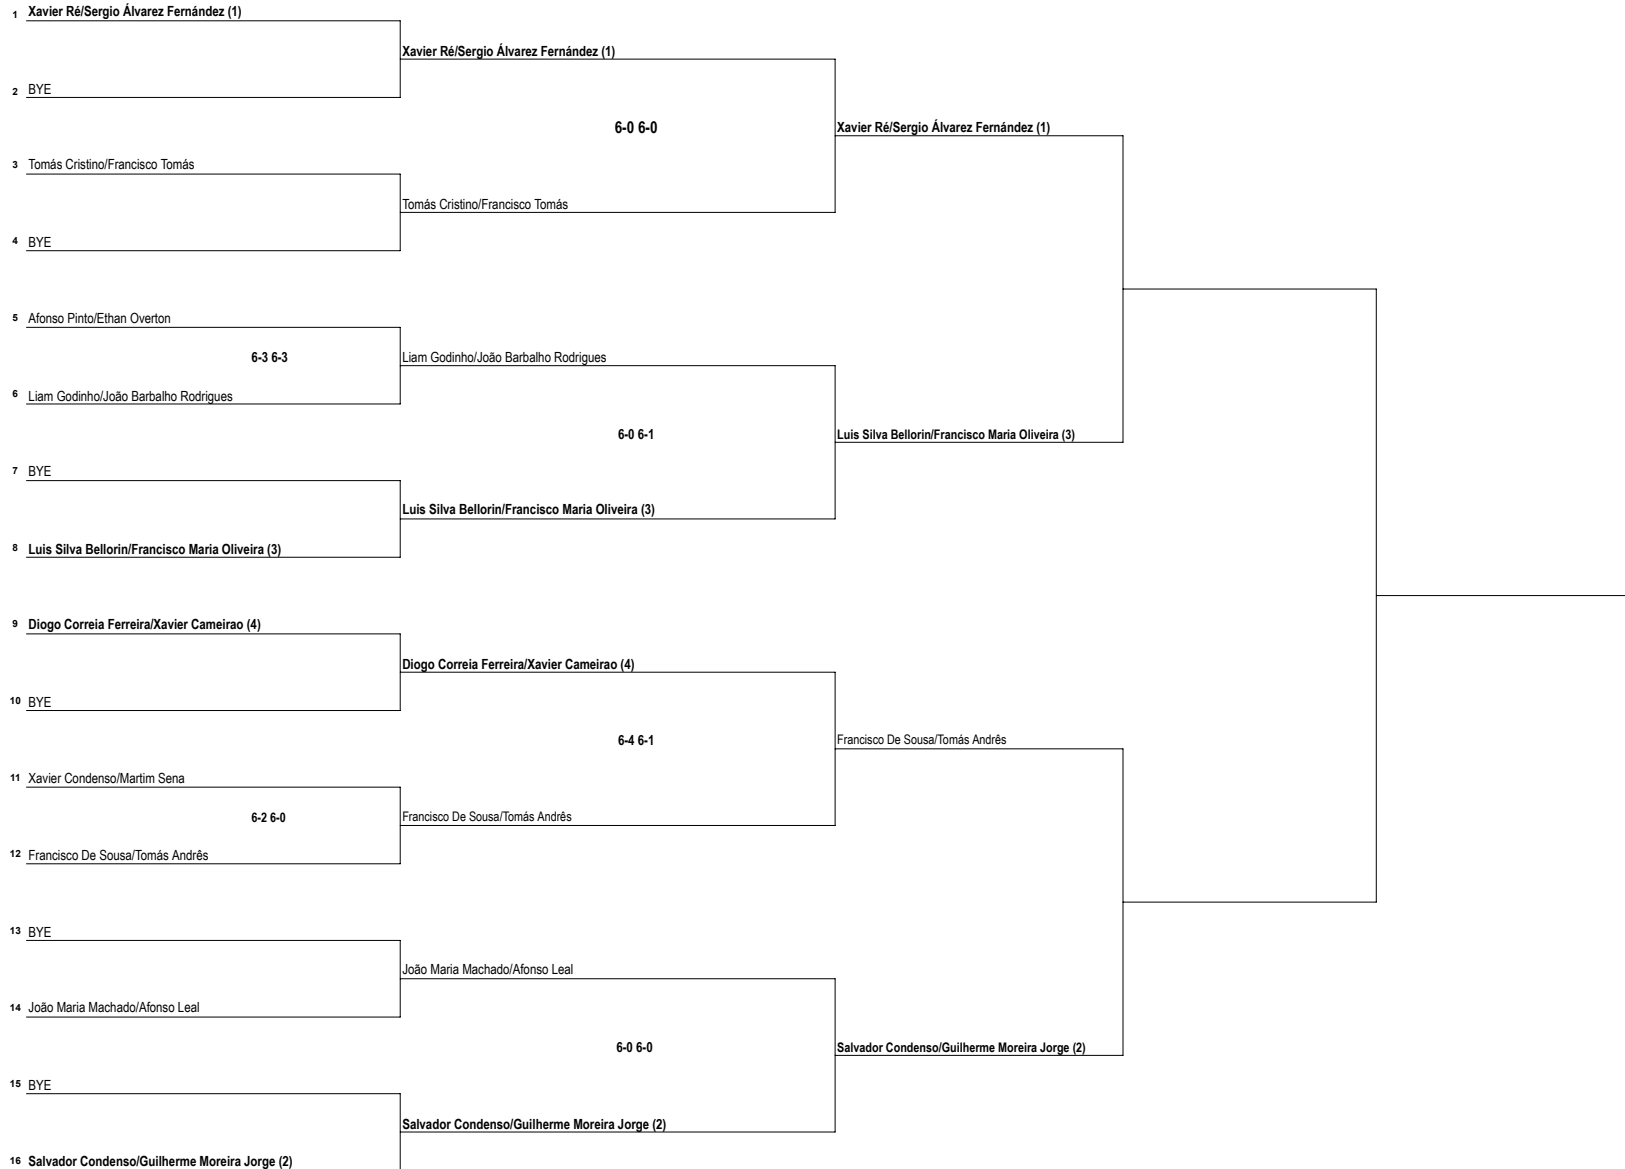 1 Xavier Ré/Sergio Álvarez Fernández (1)
Xavier Ré/Sergio Álvarez Fernández (1)
2 BYE
6-0 6-0
Xavier Ré/Sergio Álvarez Fernández (1)
3 Tomás Cristino/Francisco Tomás
Tomás Cristino/Francisco Tomás
4 BYE
5 Afonso Pinto/Ethan Overton
6-3 6-3
Liam Godinho/João Barbalho Rodrigues
6 Liam Godinho/João Barbalho Rodrigues
6-0 6-1
Luis Silva Bellorin/Francisco Maria Oliveira (3)
7 BYE
Luis Silva Bellorin/Francisco Maria Oliveira (3)
8 Luis Silva Bellorin/Francisco Maria Oliveira (3)
9 Diogo Correia Ferreira/Xavier Cameirao (4)
Diogo Correia Ferreira/Xavier Cameirao (4)
10 BYE
6-4 6-1
Francisco De Sousa/Tomás Andrês
11 Xavier Condenso/Martim Sena
6-2 6-0
Francisco De Sousa/Tomás Andrês
12 Francisco De Sousa/Tomás Andrês
13 BYE
João Maria Machado/Afonso Leal
14 João Maria Machado/Afonso Leal
6-0 6-0
Salvador Condenso/Guilherme Moreira Jorge (2)
15 BYE
Salvador Condenso/Guilherme Moreira Jorge (2)
16 Salvador Condenso/Guilherme Moreira Jorge (2)